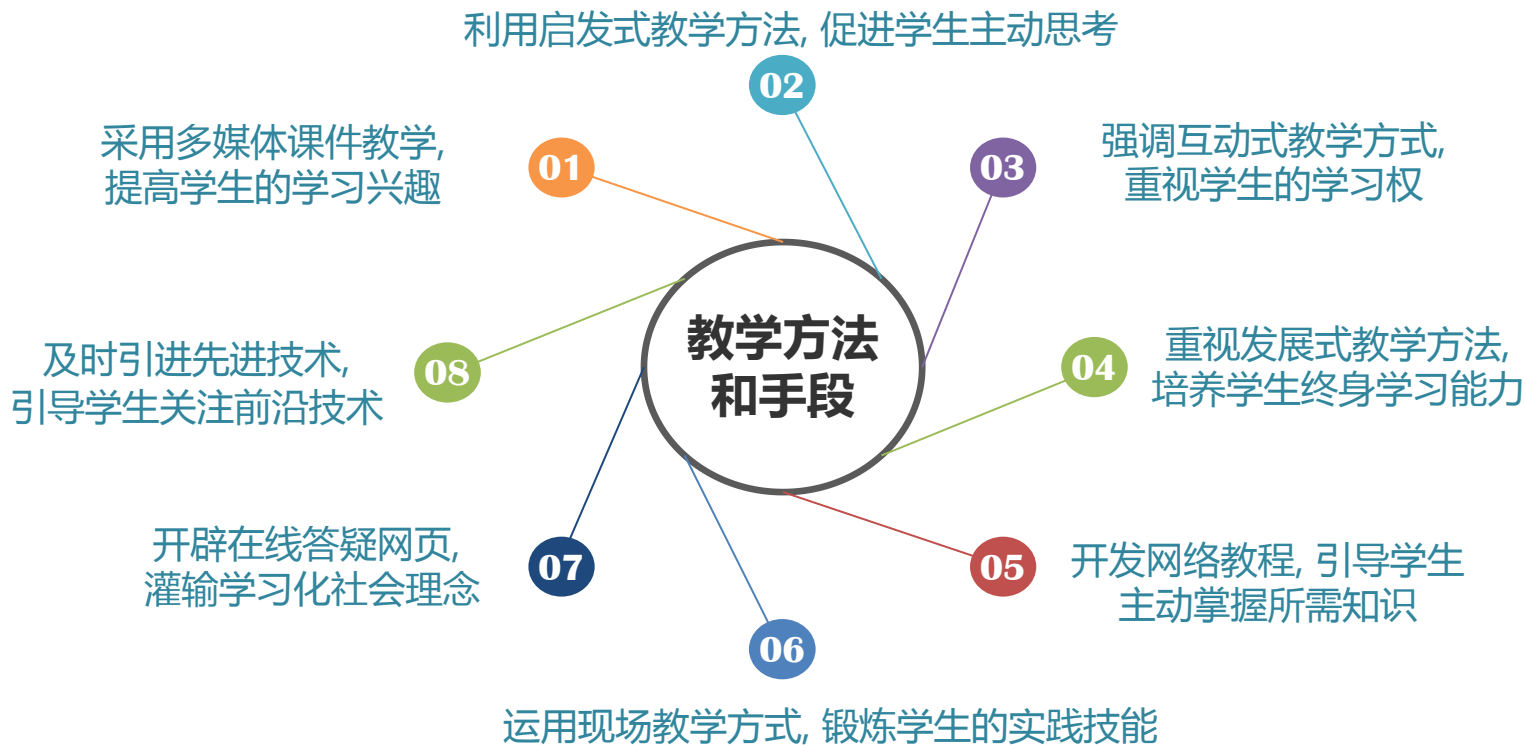 教学方法
和手段
01
采用多媒体课件教学,
提高学生的学习兴趣
02
利用启发式教学方法, 促进学生主动思考
03
强调互动式教学方式,
重视学生的学习权
04
重视发展式教学方法,
培养学生终身学习能力
05
开发网络教程, 引导学生
主动掌握所需知识
06
运用现场教学方式, 锻炼学生的实践技能
07
开辟在线答疑网页,
灌输学习化社会理念
08
及时引进先进技术,
引导学生关注前沿技术